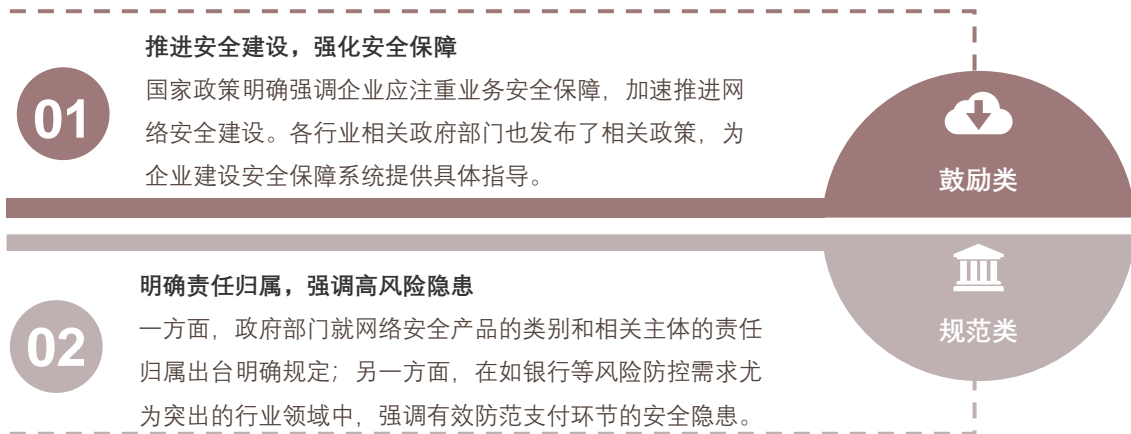 推进安全建设，强化安全保障
01
国家政策明确强调企业应注重业务安全保障，加速推进网
络安全建设。各行业相关政府部门也发布了相关政策，为
企业建设安全保障系统提供具体指导。
鼓励类
明确责任归属，强调高风险隐患
02
一方面，政府部门就网络安全产品的类别和相关主体的责任
归属出台明确规定；另一方面，在如银行等风险防控需求尤
为突出的行业领域中，强调有效防范支付环节的安全隐患。
规范类